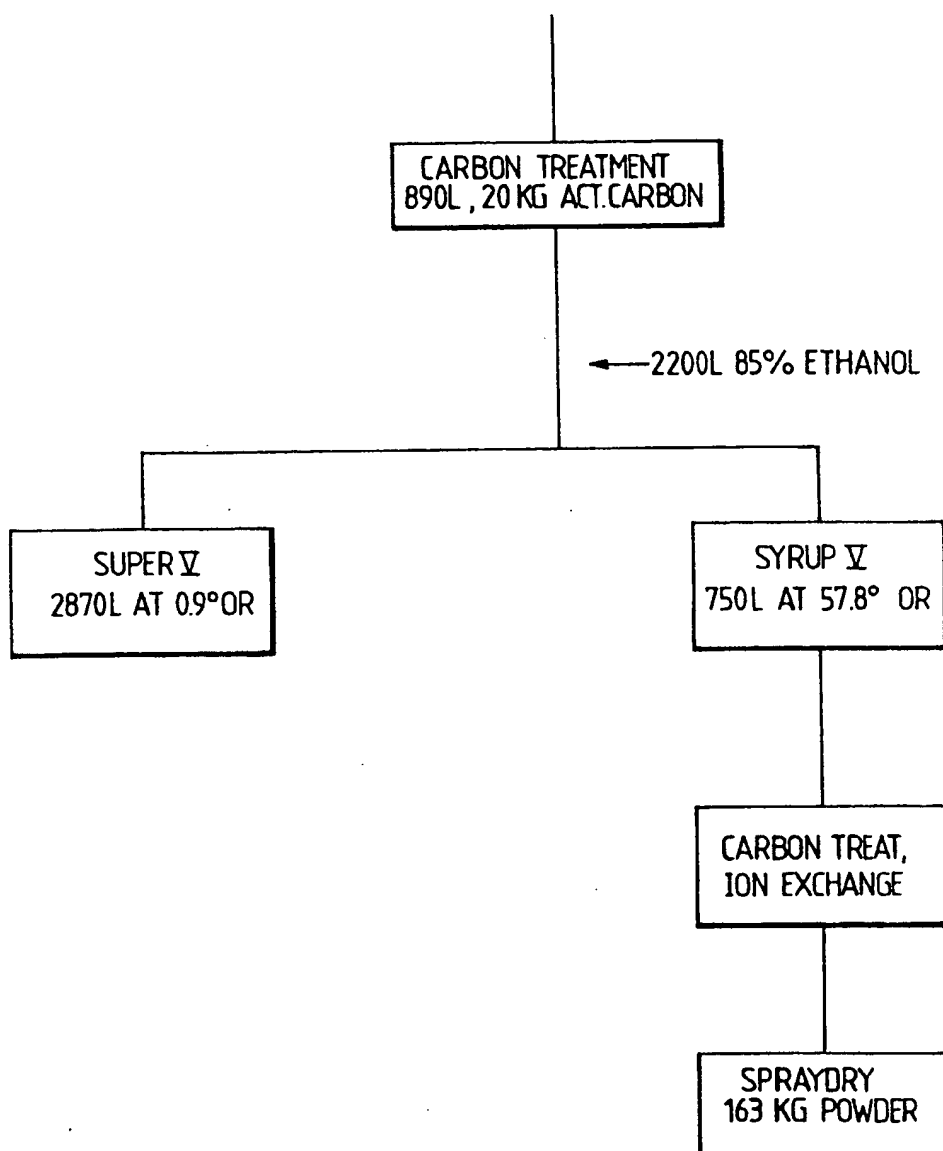 CARBON TREATMENT
890L, 20 KG ACT.CARBON
2200L 85% ETHANOL
SUPER V
2870L AT 0.9° OR
SYRUP V
750L AT 57.8° OR
CARBON TREAT,
ION EXCHANGE
SPRAYDRY
163 KG POWDER